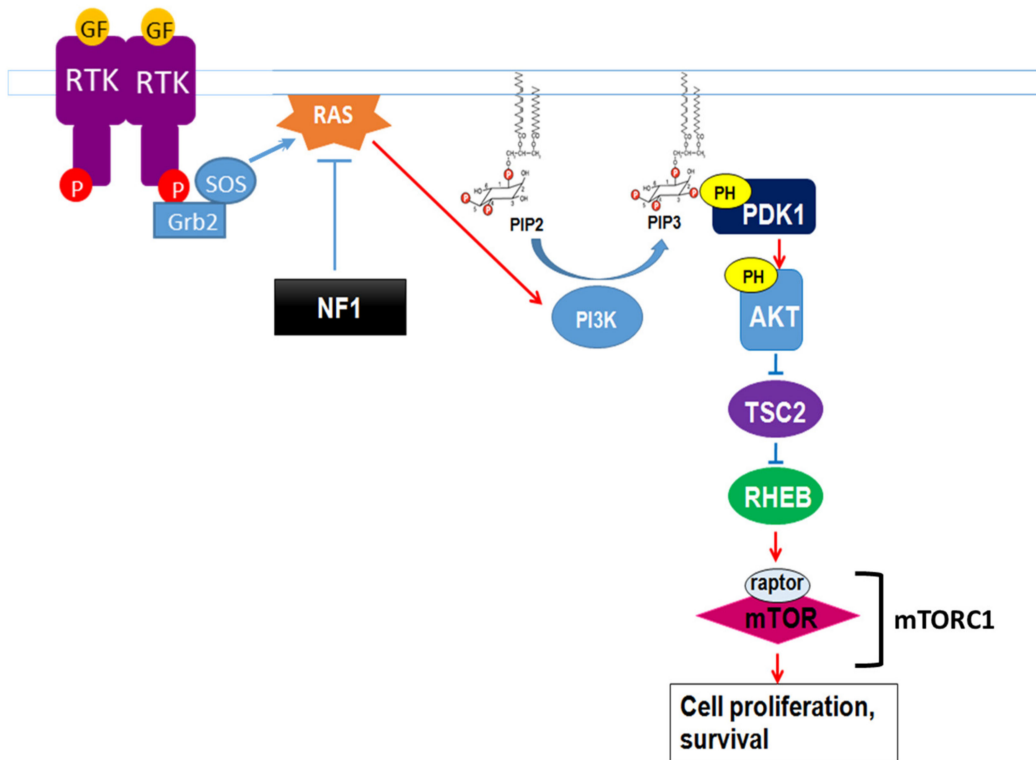 GF GF
RTK RTK
RAS
P P SOS
Grb2
PIP2
PIP3
PH
PDK1
NF1
PI3K
PH
AKT
TSC2
RHEB
raptor
mTOR
mTORC1
Cell proliferation,
survival